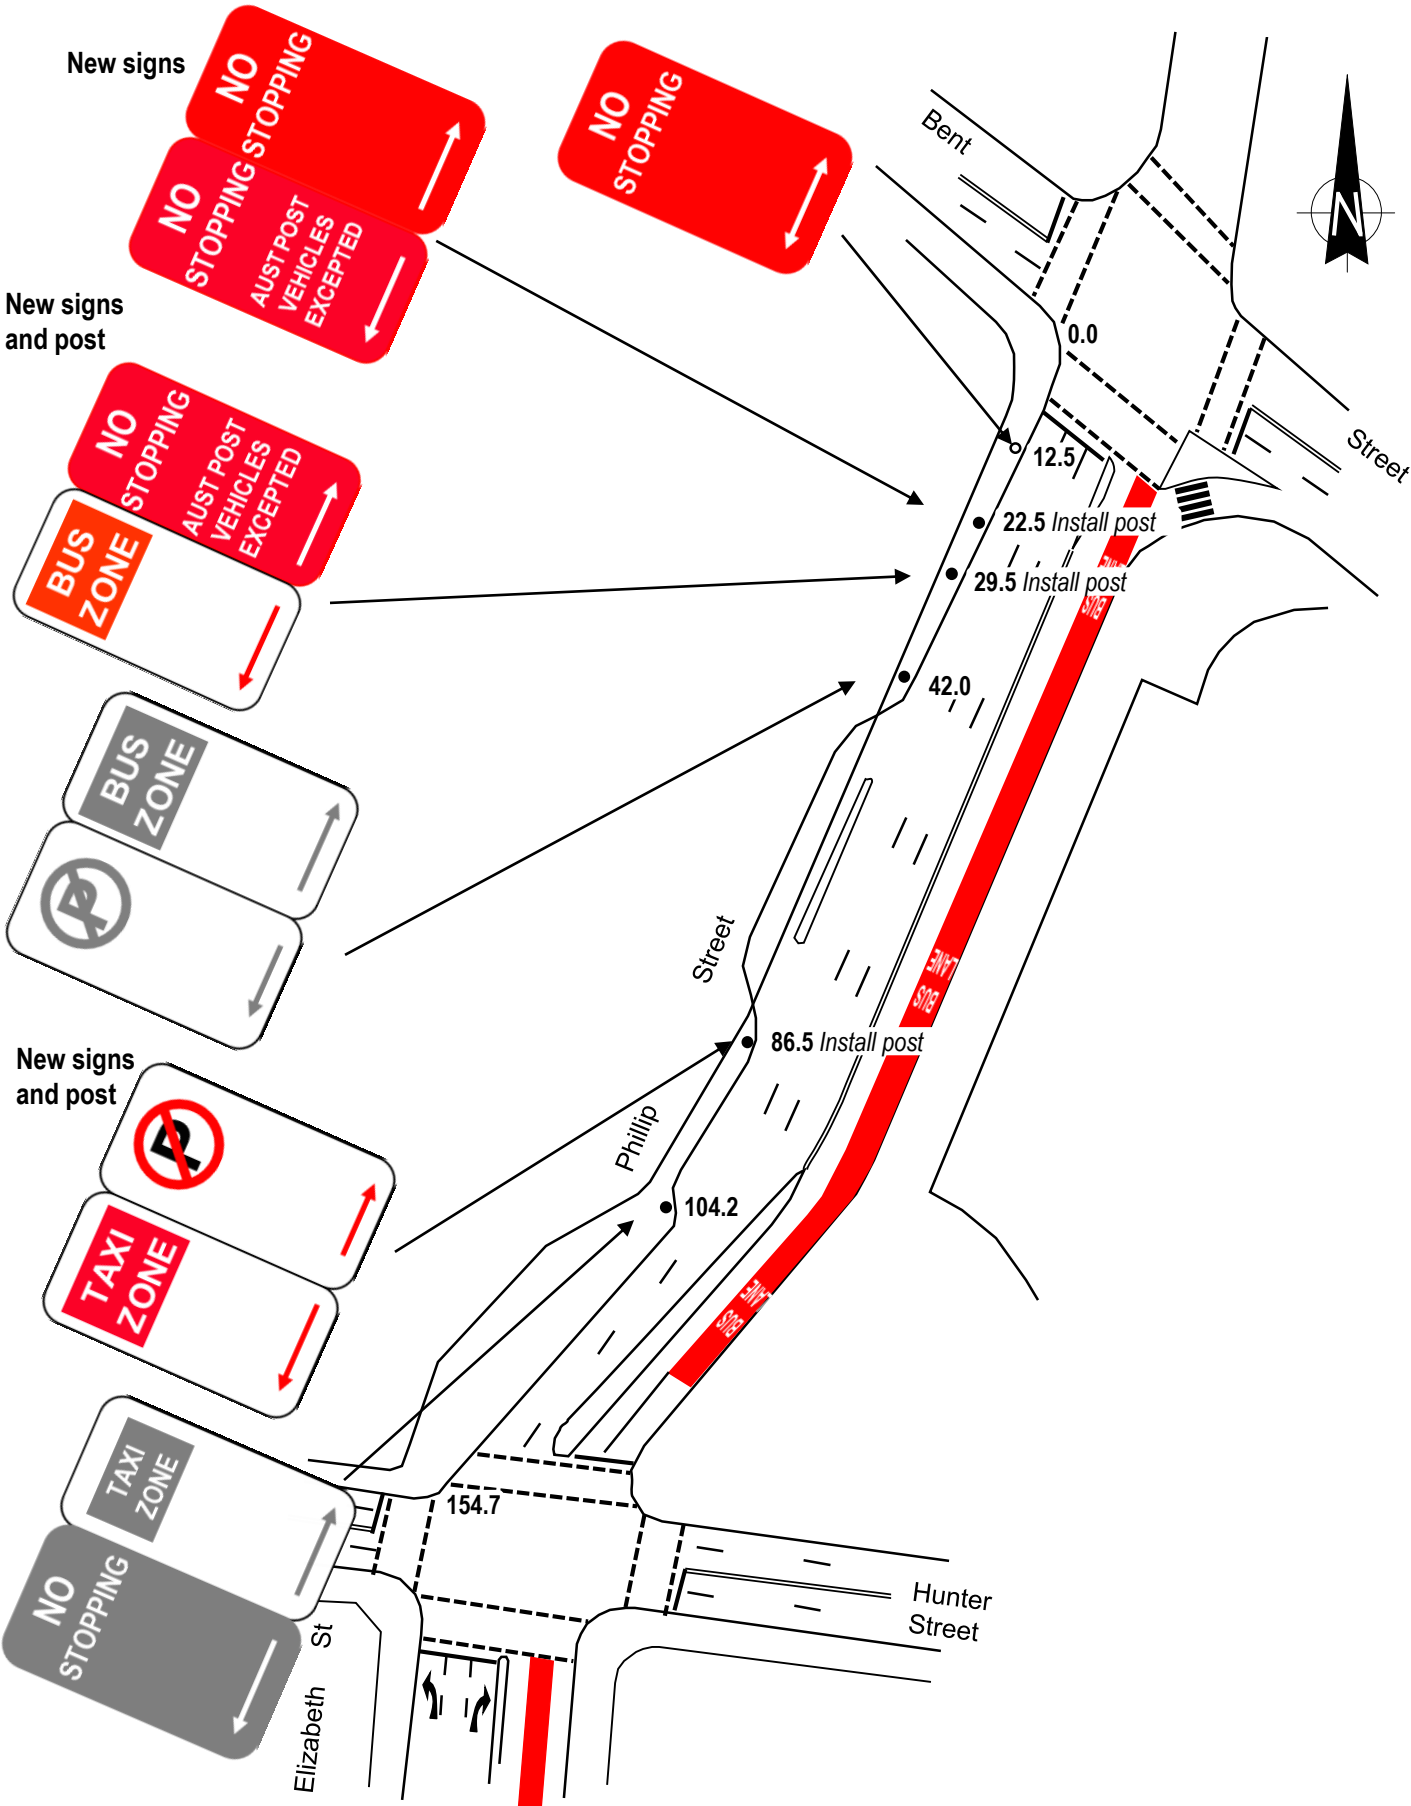 New signs
NO
STOPPING
NO
STOPPING
AUST POST
VEHICLES
EXCEPTED
NO
STOPPING
New signs
and post
NO
STOPPING
AUST POST
VEHICLES
EXCEPTED
BUS
ZONE
BUS
ZONE
P
New signs
and post
P
TAXI
ZONE
TAXI
ZONE
NO
STOPPING
Bent
Street
N
0.0
12.5
22.5 Install post
29.5 Install post
42.0
86.5 Install post
104.2
154.7
Street
Phillip
BUS
LANE
BUS
LANE
BUS
Hunter
Street
Elizabeth St